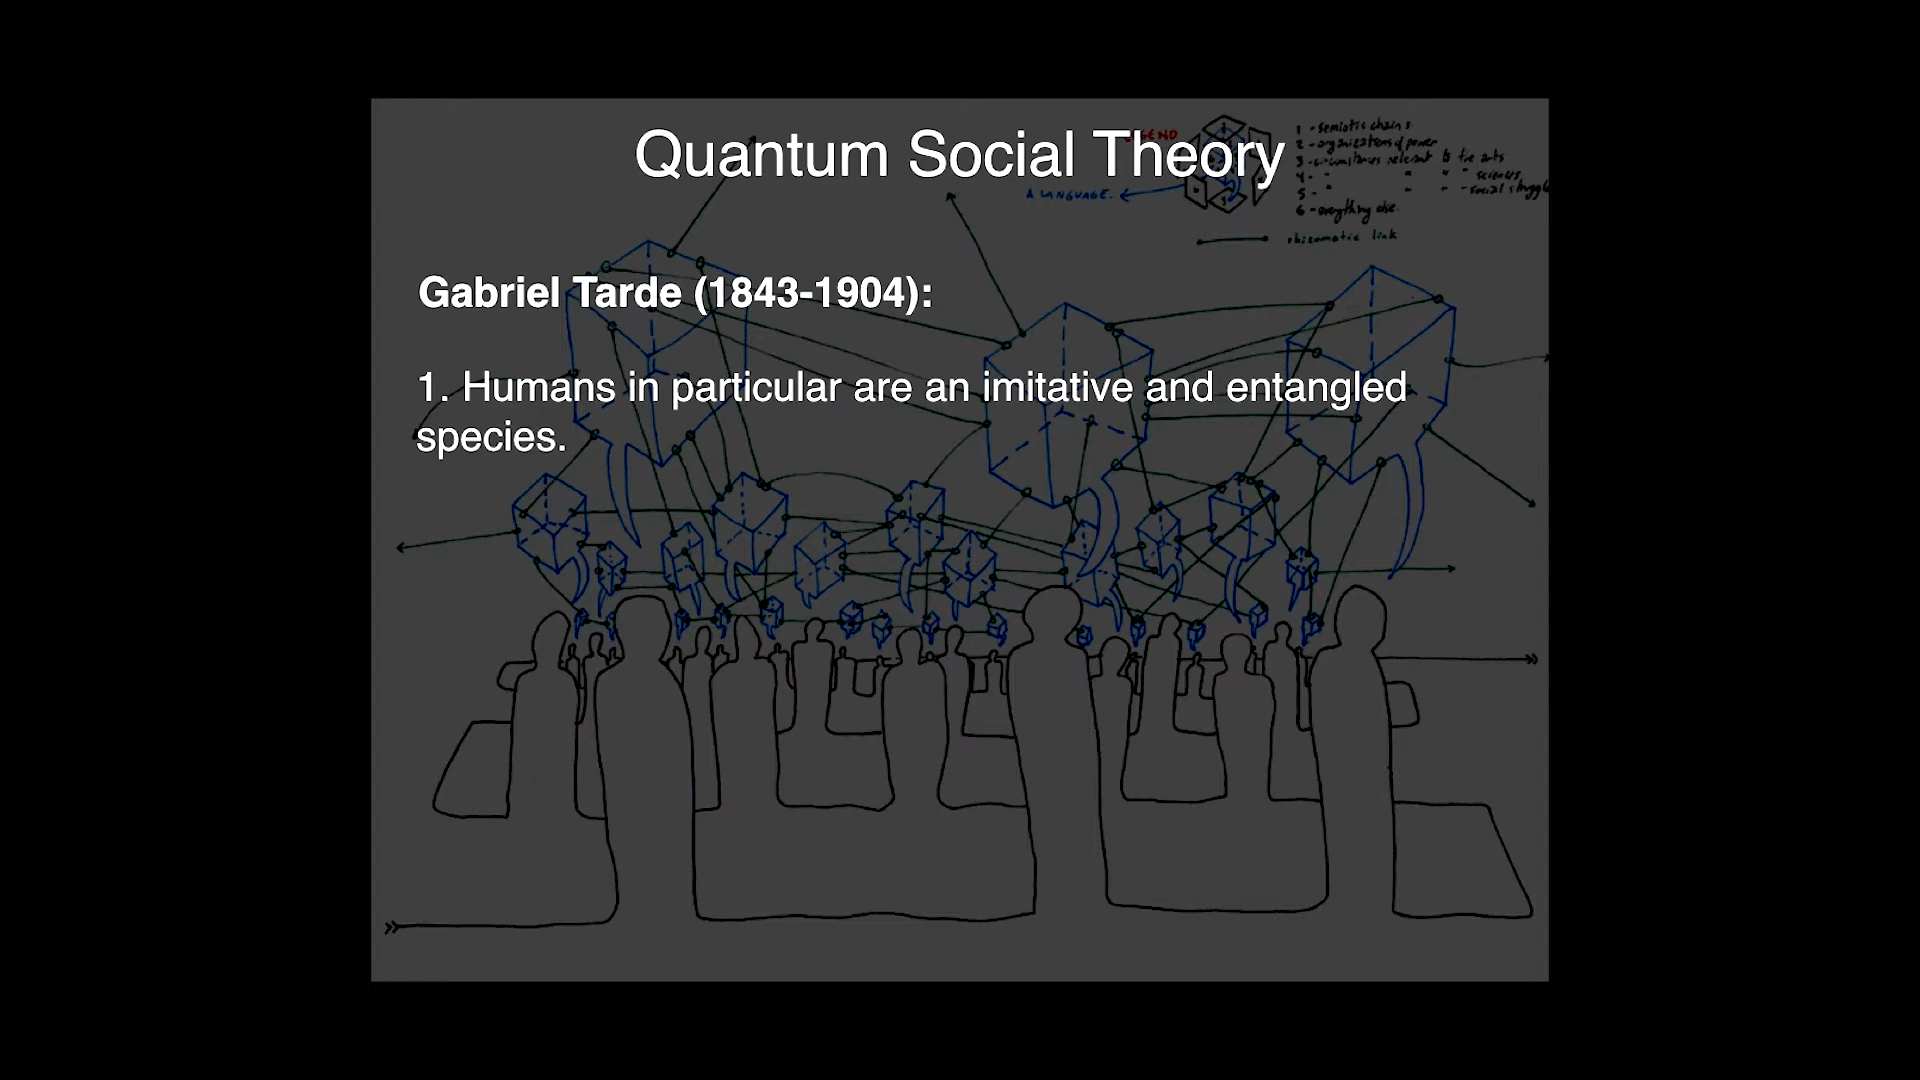 Quantum Social Theory
GEND
1 - semiotic chains
2 - organizations of power
3 - circumstances relevant to the arts
4 - " " " " sciences
5 - " " " - social struggle
6 - everything else.
A LANGUAGE.
rhizomatic link
Gabriel Tarde (1843-1904):
1. Humans in particular are an imitative and entangled
species.